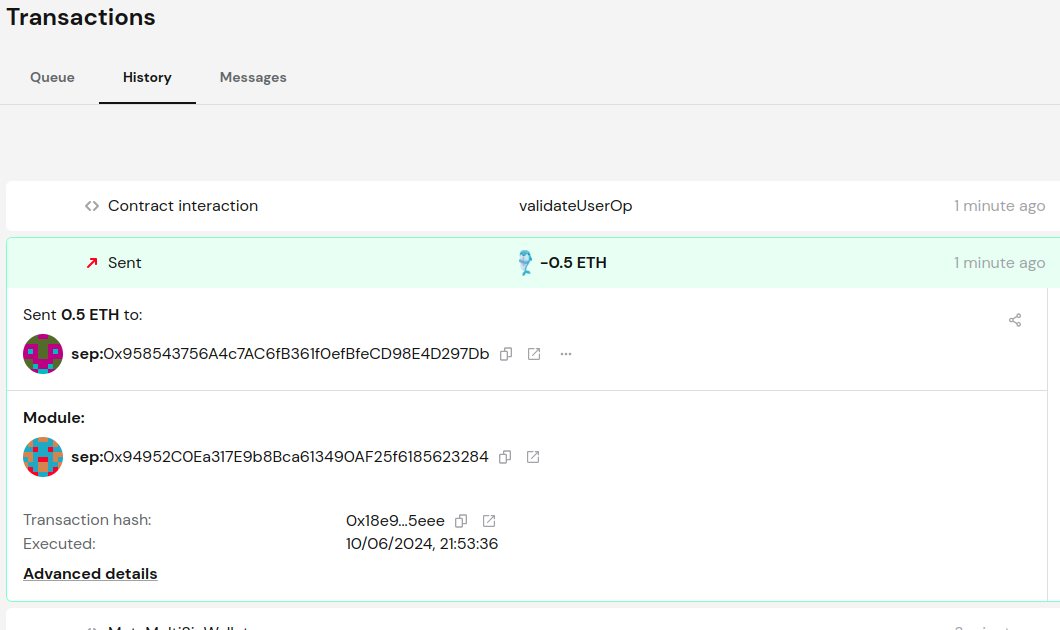 Transactions
Queue History Messages
Contract interaction validateUserOp 1 minute ago
Sent -0.5 ETH 1 minute ago
Sent 0.5 ETH to:
sep:0x958543756A4c7AC6fB361f0efBfeCD98E4D297Db
Module:
sep:0x94952C0Ea317E9b8Bca613490AF25f6185623284
Transaction hash: 0x18e9...5eee
Executed: 10/06/2024, 21:53:36
Advanced details